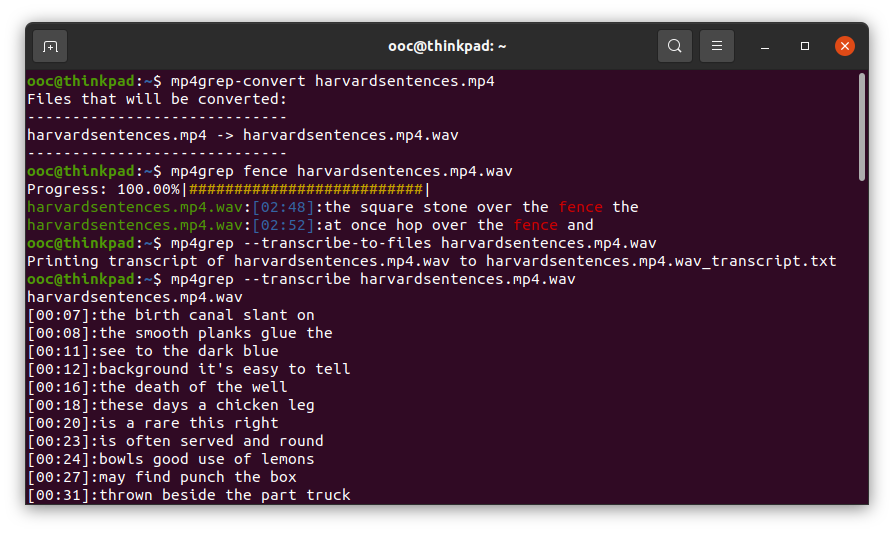 ooc@thinkpad: ~
ooc@thinkpad:~$ mp4grep-convert harvardsentences.mp4
Files that will be converted:
-----------------------------
harvardsentences.mp4 -> harvardsentences.mp4.wav
-----------------------------
ooc@thinkpad:~$ mp4grep fence harvardsentences.mp4.wav
Progress: 100.00%|##########################|
harvardsentences.mp4.wav:[02:48]:the square stone over the fence the
harvardsentences.mp4.wav:[02:52]:at once hop over the fence and
ooc@thinkpad:~$ mp4grep --transcribe-to-files harvardsentences.mp4.wav
Printing transcript of harvardsentences.mp4.wav to harvardsentences.mp4.wav_transcript.txt
ooc@thinkpad:~$ mp4grep --transcribe harvardsentences.mp4.wav
harvardsentences.mp4.wav
[00:07]:the birth canal slant on
[00:08]:the smooth planks glue the
[00:11]:see to the dark blue
[00:12]:background it's easy to tell
[00:16]:the death of the well
[00:18]:these days a chicken leg
[00:20]:is a rare this right
[00:23]:is often served and round
[00:24]:bowls good use of lemons
[00:27]:may find punch the box
[00:31]:thrown beside the part truck